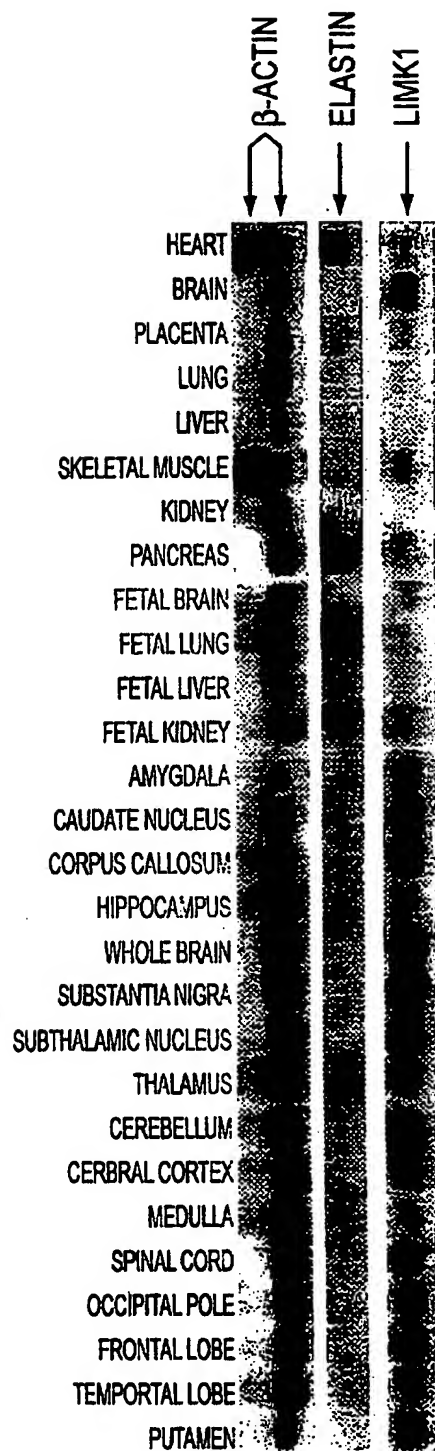 β-ACTIN
ELASTIN
LIMK1
HEART
BRAIN
PLACENTA
LUNG
LIVER
SKELETAL MUSCLE
KIDNEY
PANCREAS
FETAL BRAIN
FETAL LUNG
FETAL LIVER
FETAL KIDNEY
AMYGDALA
CAUDATE NUCLEUS
CORPUS CALLOSUM
HIPPOCAMPUS
WHOLE BRAIN
SUBSTANTIA NIGRA
SUBTHALAMIC NUCLEUS
THALAMUS
CEREBELLUM
CERBRAL CORTEX
MEDULLA
SPINAL CORD
OCCIPITAL POLE
FRONTAL LOBE
TEMPORTAL LOBE
PUTAMEN